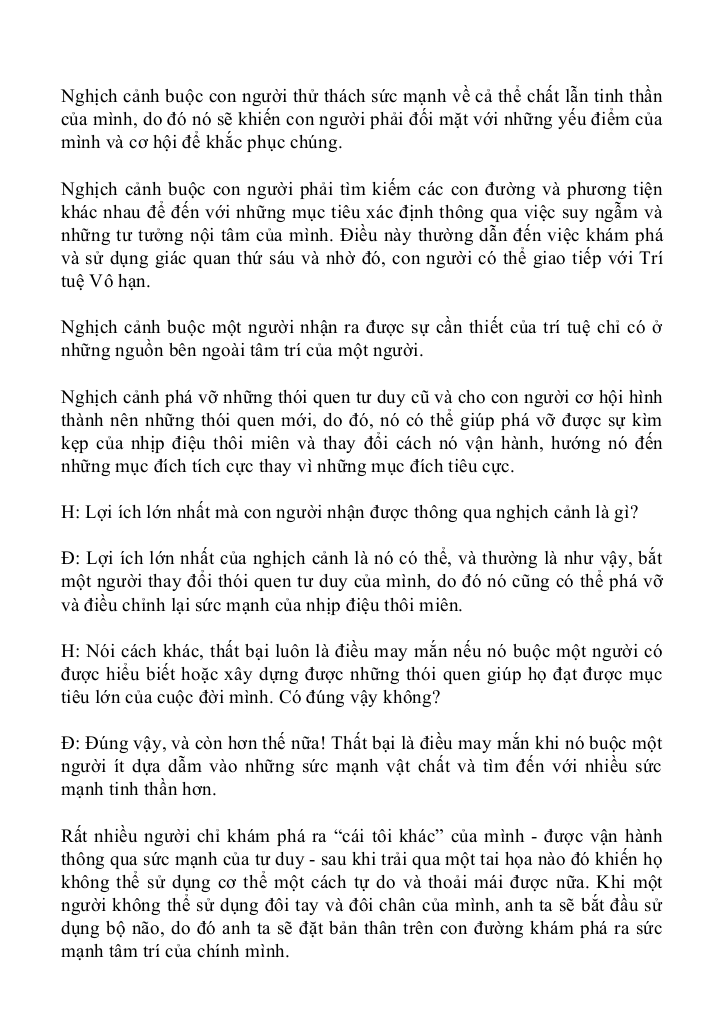 Nghịch cảnh buộc con người thử thách sức mạnh về cả thể chất lẫn tinh thần
của mình, do đó nó sẽ khiến con người phải đối mặt với những yếu điểm của
mình và cơ hội để khắc phục chúng.
Nghịch cảnh buộc con người phải tìm kiếm các con đường và phương tiện
khác nhau để đến với những mục tiêu xác định thông qua việc suy ngẫm và
những tư tưởng nội tâm của mình. Điều này thường dẫn đến việc khám phá
và sử dụng giác quan thứ sáu và nhờ đó, con người có thể giao tiếp với Trí
tuệ Vô hạn.
Nghịch cảnh buộc một người nhận ra được sự cần thiết của trí tuệ chỉ có ở
những nguồn bên ngoài tâm trí của một người.
Nghịch cảnh phá vỡ những thói quen tư duy cũ và cho con người cơ hội hình
thành nên những thói quen mới, do đó, nó có thể giúp phá vỡ được sự kìm
kẹp của nhịp điệu thôi miên và thay đổi cách nó vận hành, hướng nó đến
những mục đích tích cực thay vì những mục đích tiêu cực.
H: Lợi ích lớn nhất mà con người nhận được thông qua nghịch cảnh là gì?
Đ: Lợi ích lớn nhất của nghịch cảnh là nó có thể, và thường là như vậy, bắt
một người thay đổi thói quen tư duy của mình, do đó nó cũng có thể phá vỡ
và điều chỉnh lại sức mạnh của nhịp điệu thôi miên.
H: Nói cách khác, thất bại luôn là điều may mắn nếu nó buộc một người có
được hiểu biết hoặc xây dựng được những thói quen giúp họ đạt được mục
tiêu lớn của cuộc đời mình. Có đúng vậy không?
Đ: Đúng vậy, và còn hơn thế nữa! Thất bại là điều may mắn khi nó buộc một
người ít dựa dẫm vào những sức mạnh vật chất và tìm đến với nhiều sức
mạnh tinh thần hơn.
Rất nhiều người chỉ khám phá ra “cái tôi khác” của mình - được vận hành
thông qua sức mạnh của tư duy - sau khi trải qua một tai họa nào đó khiến họ
không thể sử dụng cơ thể một cách tự do và thoải mái được nữa. Khi một
người không thể sử dụng đôi tay và đôi chân của mình, anh ta sẽ bắt đầu sử
dụng bộ não, do đó anh ta sẽ đặt bản thân trên con đường khám phá ra sức
mạnh tâm trí của chính mình.